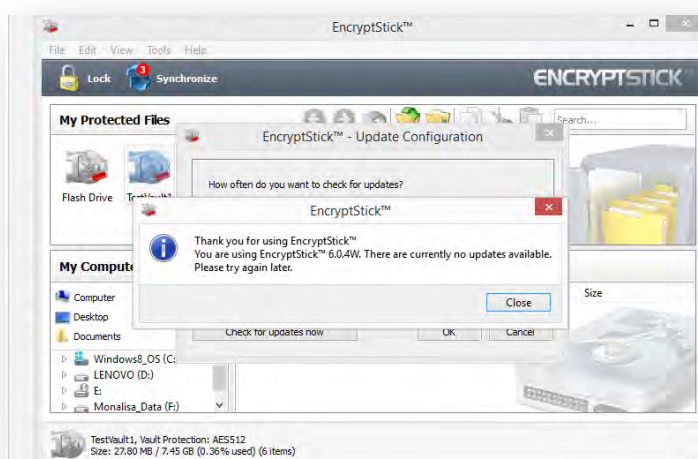 EncryptStick™
File Edit View Tools Help
Lock 3 Synchronize ENCRYPTSTICK
My Protected Files Search...
EncryptStick™ - Update Configuration
How often do you want to check for updates?
Flash Drive TestVault1
EncryptStick™
Thank you for using EncryptStick™
You are using EncryptStick™ 6.0.4W. There are currently no updates available.
Please try again later.
My Compute
Close
Computer Size
Desktop
Documents Check for updates now OK Cancel
Windows8_OS (C:
LENOVO (D:)
E:
Monalisa_Data (F:)
TestVault1, Vault Protection: AES512
Size: 27.80 MB / 7.45 GB (0.36% used) (6 items)